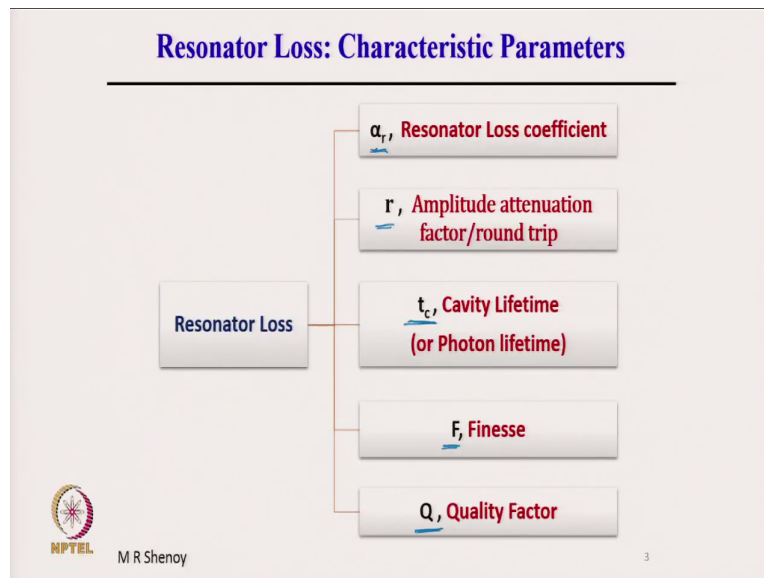 Resonator Loss: Characteristic Parameters
αr, Resonator Loss coefficient
r , Amplitude attenuation
factor/round trip
Resonator Loss
tc, Cavity Lifetime
(or Photon lifetime)
F, Finesse
Q , Quality Factor
NPTEL
M R Shenoy
3